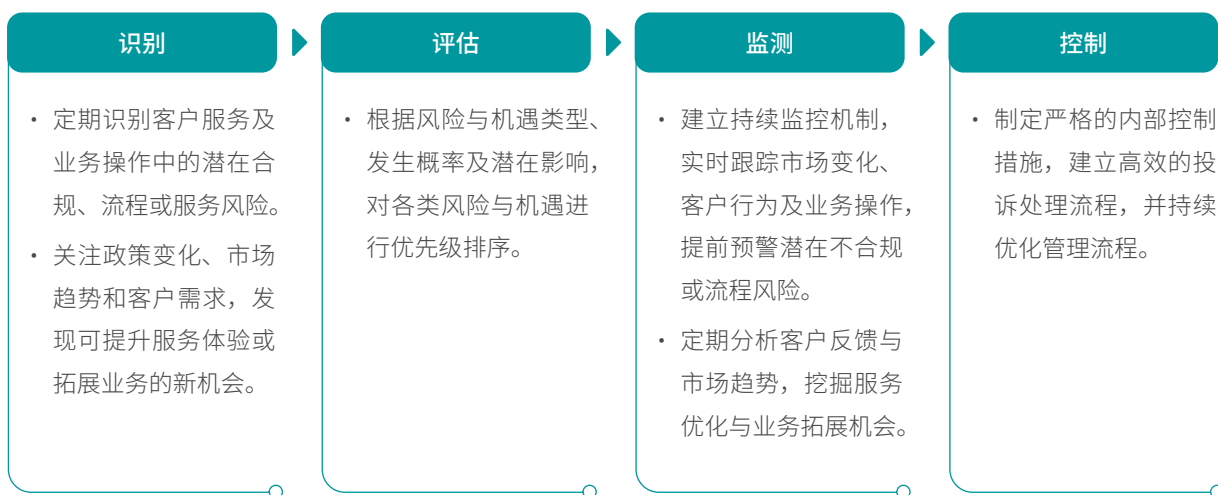 识别
· 定期识别客户服务及
业务操作中的潜在合
规、流程或服务风险。
· 关注政策变化、市场
趋势和客户需求，发
现可提升服务体验或
拓展业务的新机会。
评估
· 根据风险与机遇类型、
发生概率及潜在影响，
对各类风险与机遇进
行优先级排序。
监测
· 建立持续监控机制，
实时跟踪市场变化、
客户行为及业务操作，
提前预警潜在不合规
或流程风险。
· 定期分析客户反馈与
市场趋势，挖掘服务
优化与业务拓展机会。
控制
· 制定严格的内部控制
措施，建立高效的投
诉处理流程，并持续
优化管理流程。